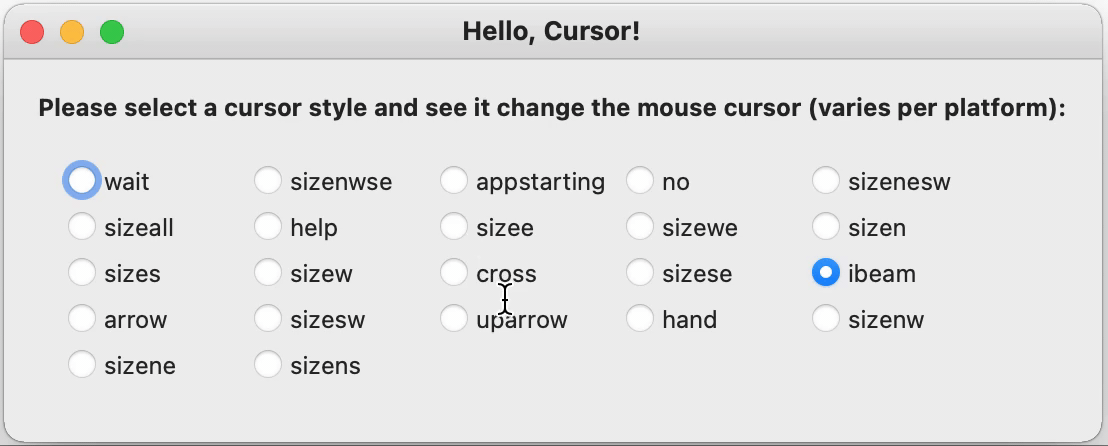 Hello, Cursor!
Please select a cursor style and see it change the mouse cursor (varies per platform):
wait sizenwse appstarting no sizenesw
sizeall help sizee sizewe sizen
sizes sizew cross sizese ibeam
arrow sizesw uparrow hand sizenw
sizene sizens